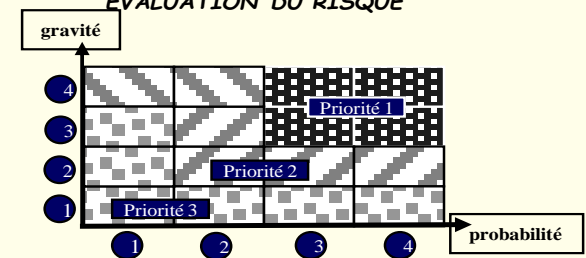 EVALUATION DU RISQUE
gravité
4
Priorité 1
3
2
Priorité 2
1
Priorité 3
probabilité
1
2
3
4